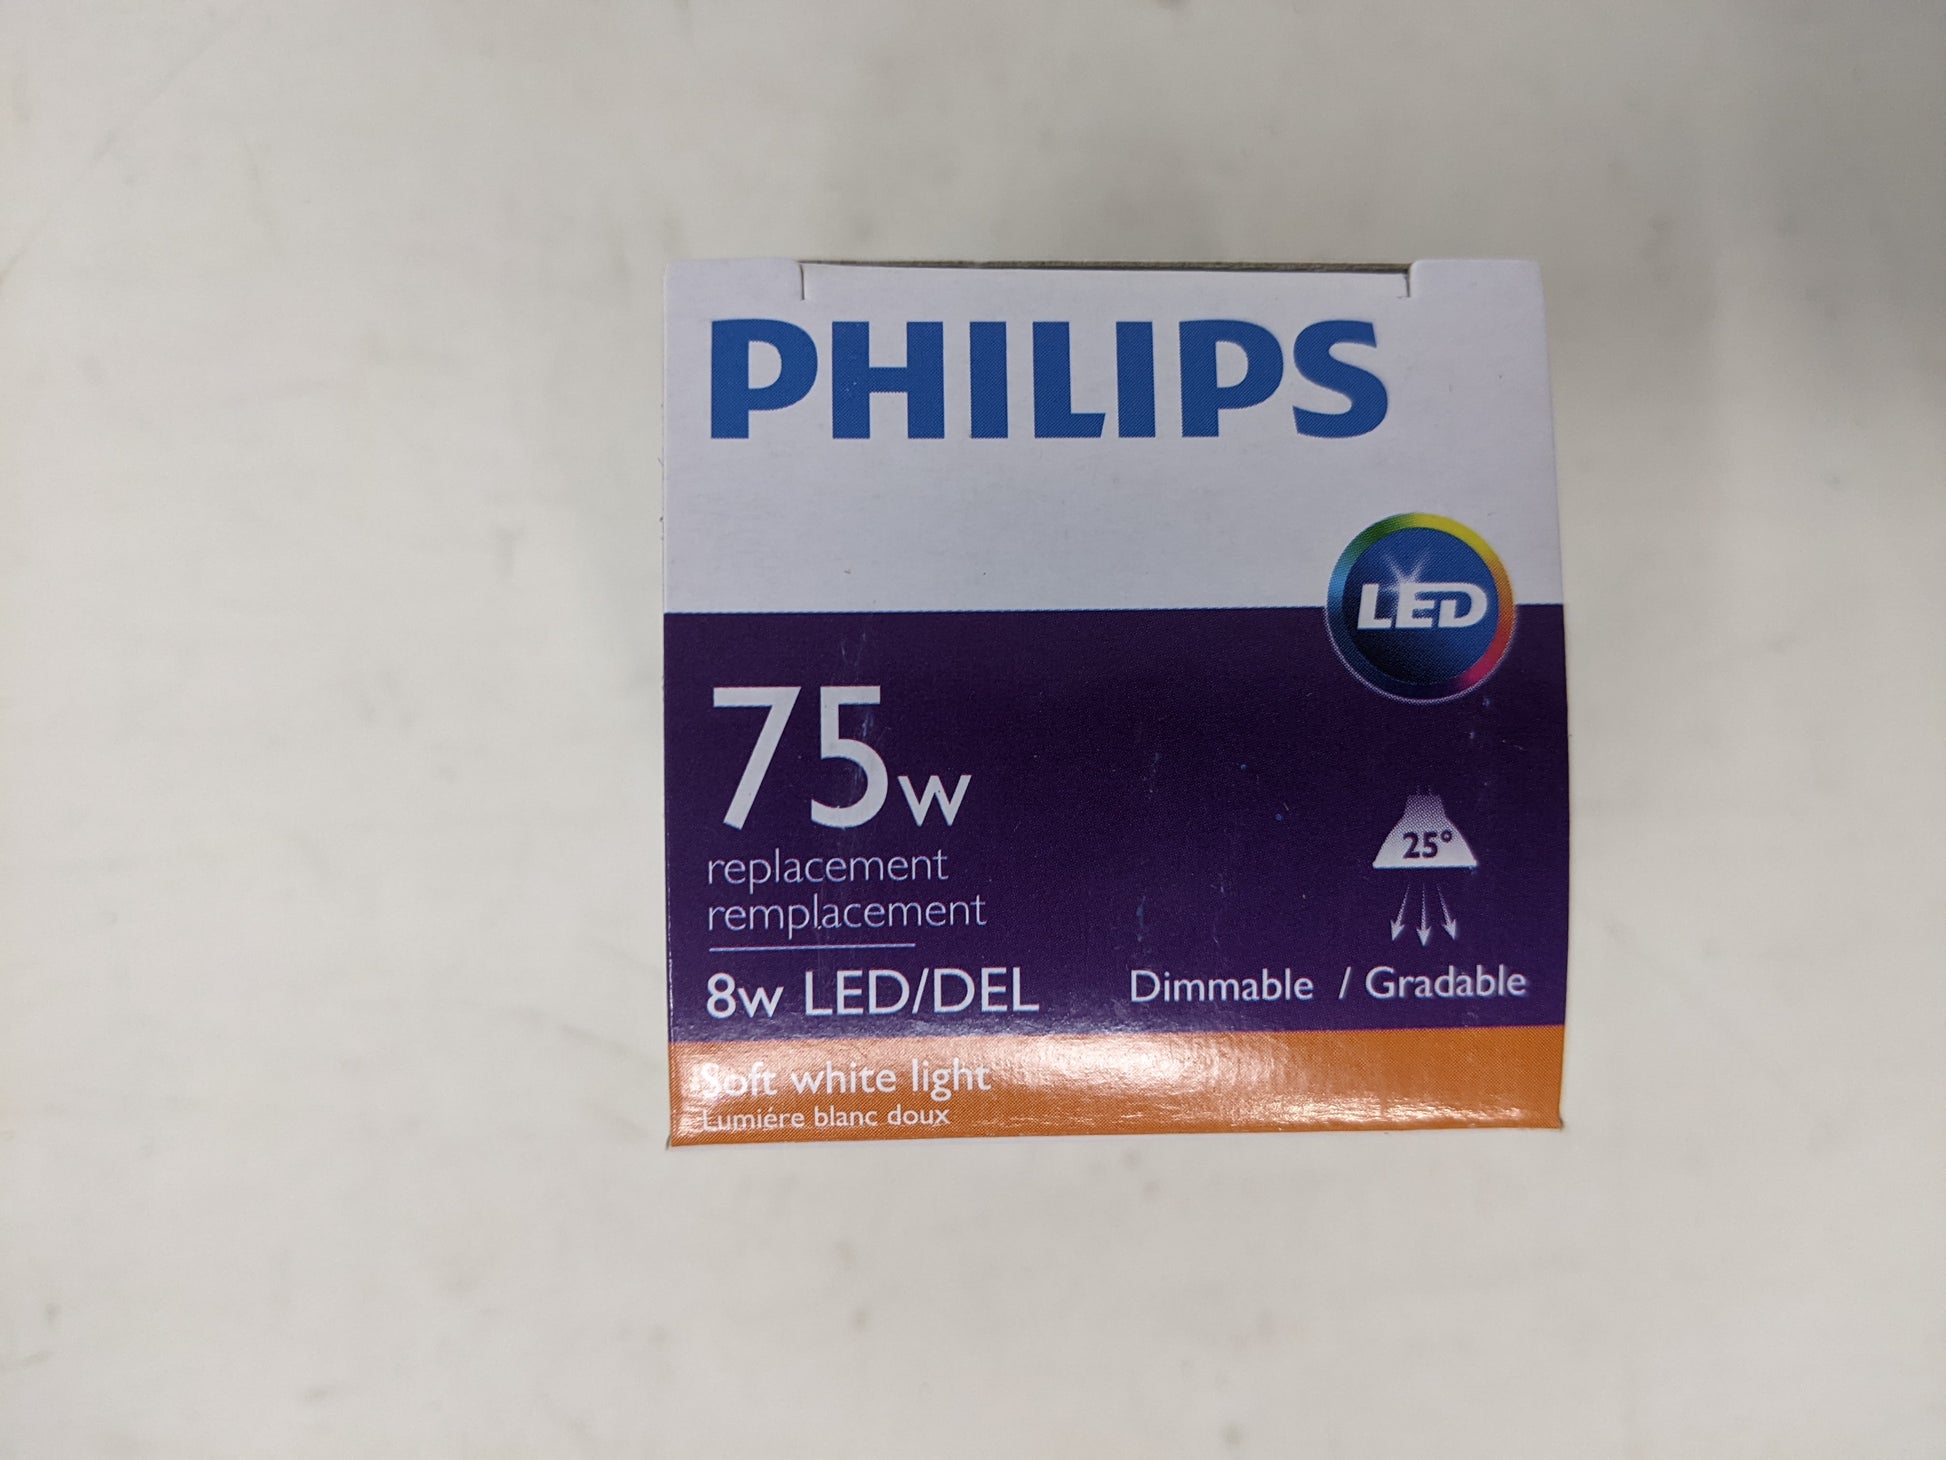 PHILIPS
LED
75w
replacement
remplacement
25°
8w LED/DEL
Dimmable / Gradable
Soft white light
Lumiére blanc doux